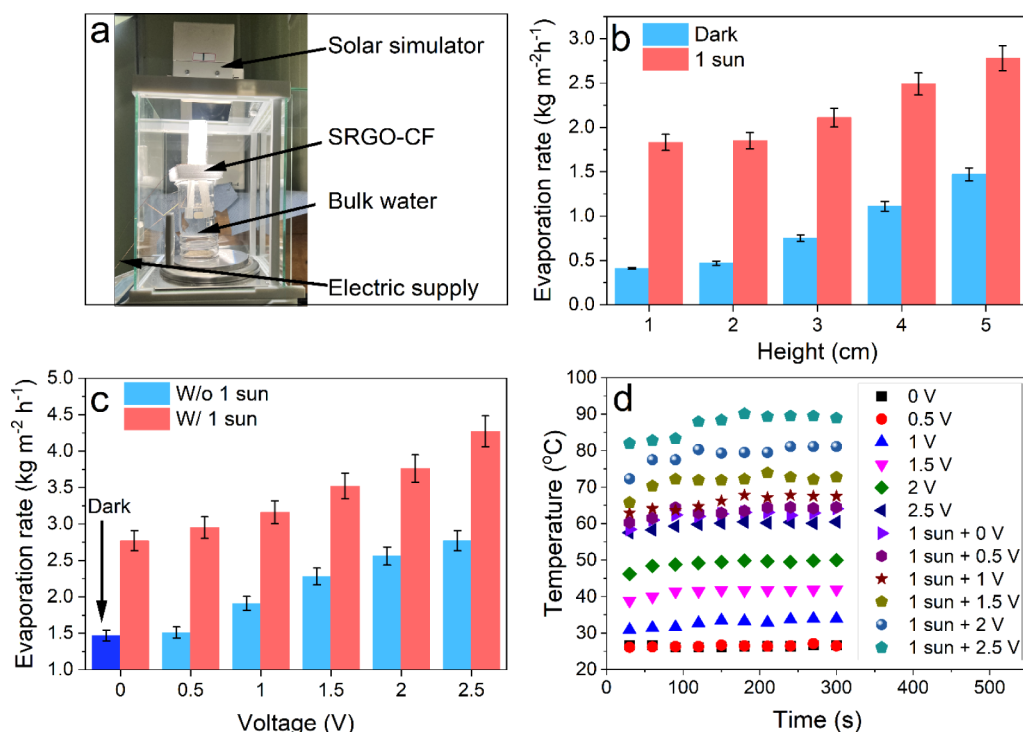 a
Solar simulator
SRGO-CF
Bulk water
Electric supply
b
Dark
1 sun
Evaporation rate (kg m⁻²h⁻¹)
3.0
2.5
2.0
1.5
1.0
0.5
0.0
1 2 3 4 5
Height (cm)
c
W/o 1 sun
W/ 1 sun
Dark
Evaporation rate (kg m⁻² h⁻¹)
5.0
4.5
4.0
3.5
3.0
2.5
2.0
1.5
1.0
0 0.5 1 1.5 2 2.5
Voltage (V)
d
Temperature (°C)
100
90
80
70
60
50
40
30
20
0 100 200 300 400 500
Time (s)
0 V
0.5 V
1 V
1.5 V
2 V
2.5 V
1 sun + 0 V
1 sun + 0.5 V
1 sun + 1 V
1 sun + 1.5 V
1 sun + 2 V
1 sun + 2.5 V